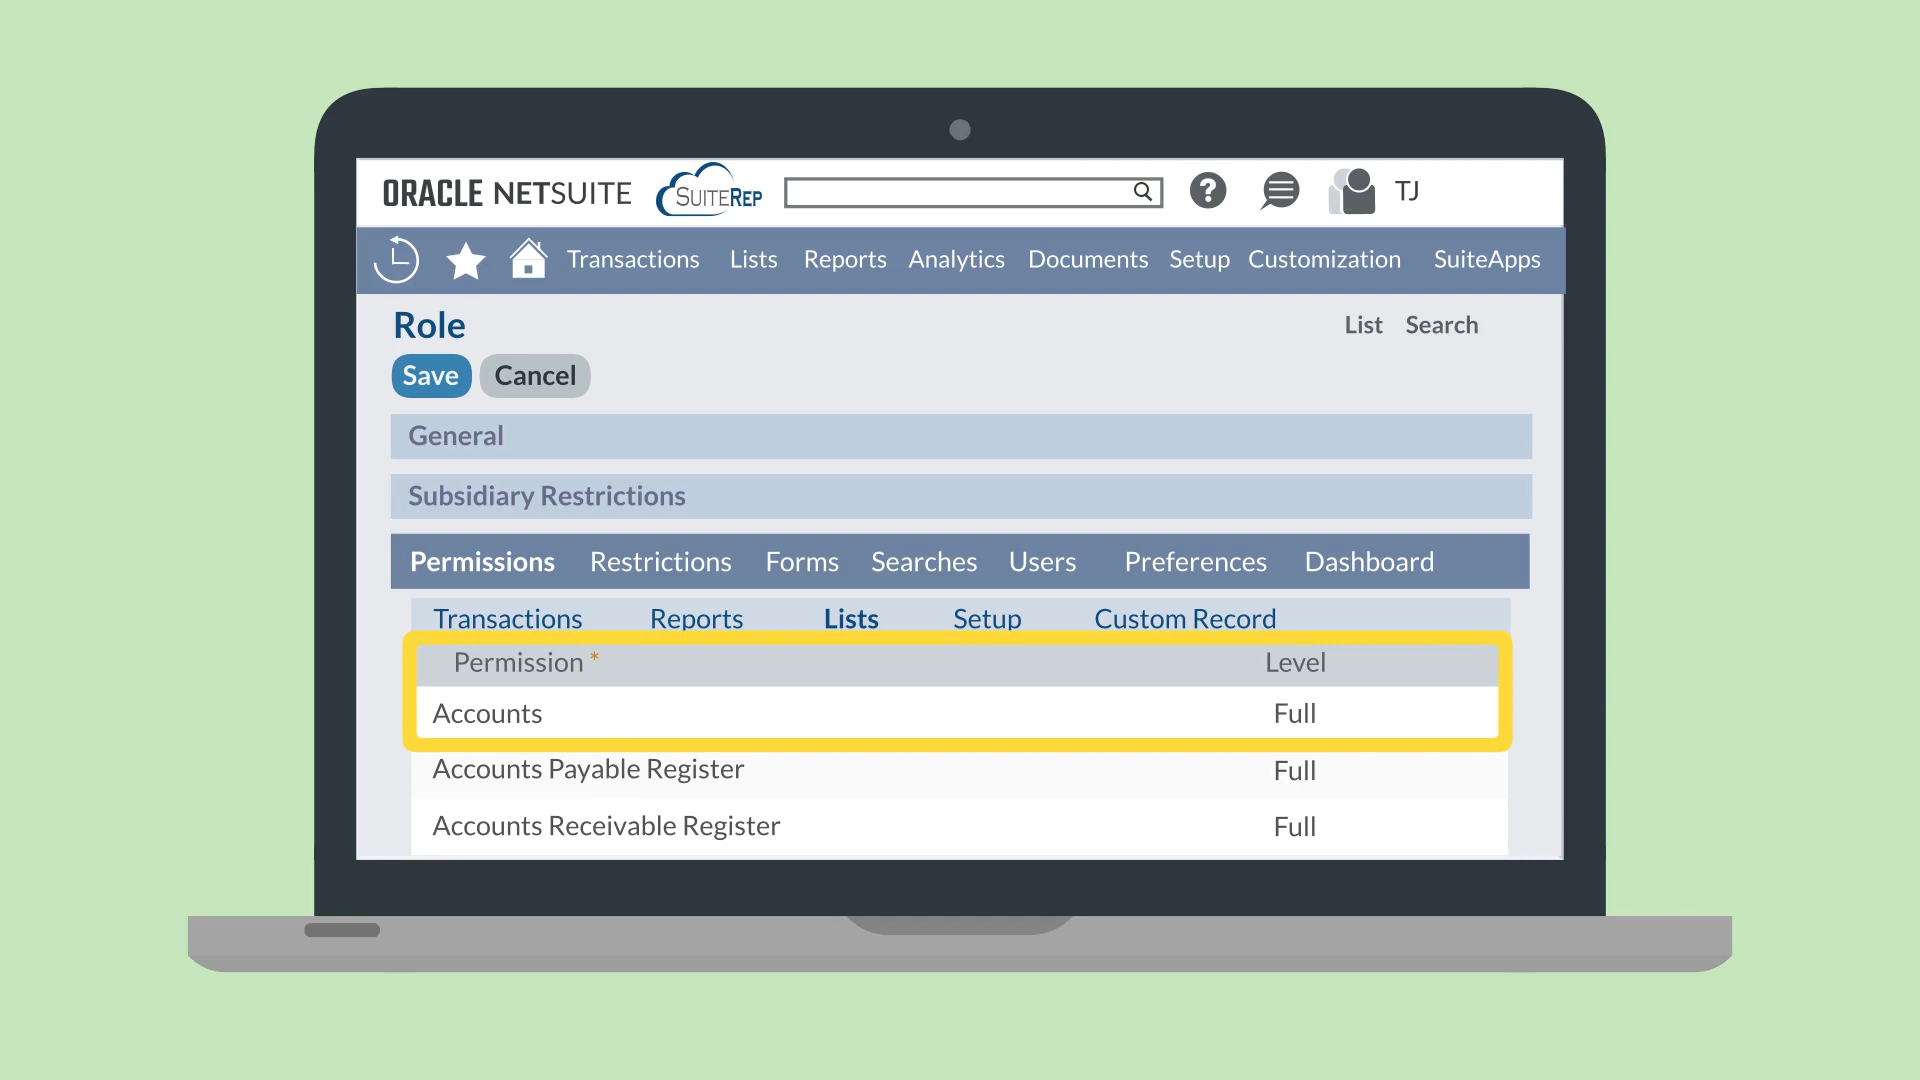 ORACLE NETSUITE SUITEREP ? TJ
Transactions Lists Reports Analytics Documents Setup Customization SuiteApps
Role List Search
Save Cancel
General
Subsidiary Restrictions
Permissions Restrictions Forms Searches Users Preferences Dashboard
Transactions Reports Lists Setup Custom Record
Permission * Level
Accounts Full
Accounts Payable Register Full
Accounts Receivable Register Full